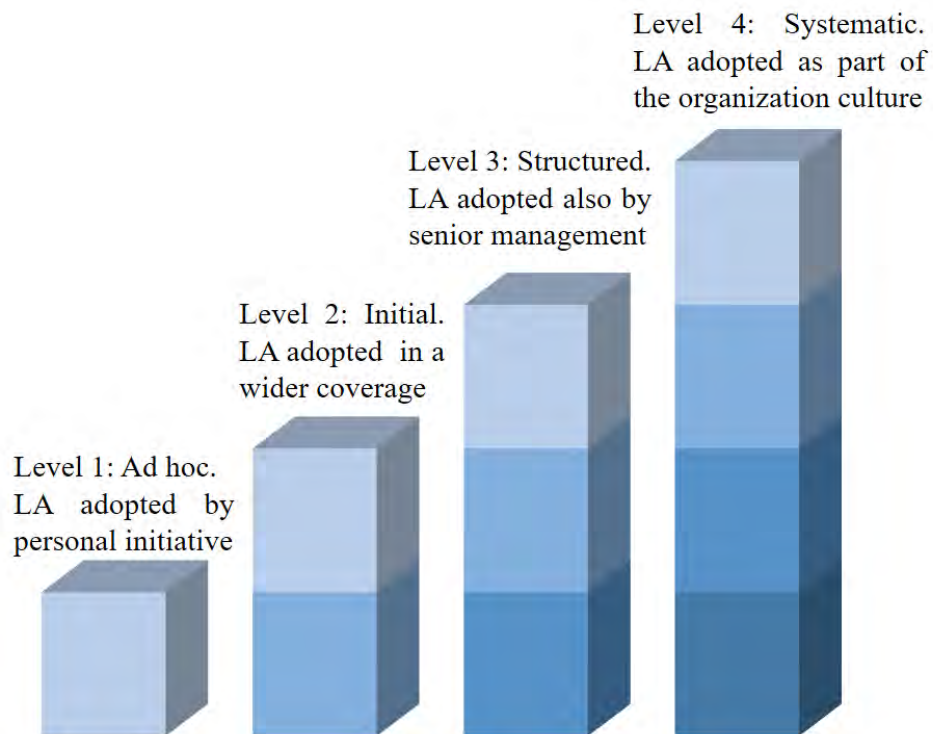 Level 4: Systematic.
LA adopted as part of
the organization culture
Level 3: Structured.
LA adopted also by
senior management
Level 2: Initial.
LA adopted in a
wider coverage
Level 1: Ad hoc.
LA adopted by
personal initiative